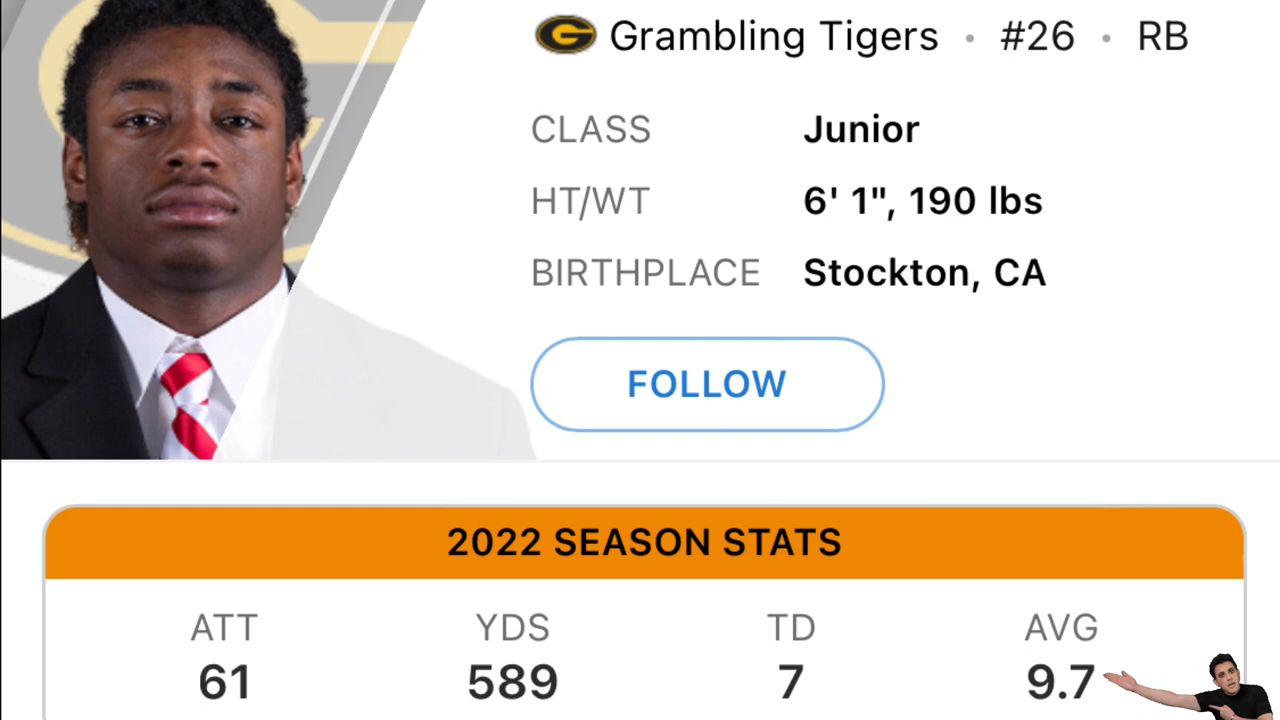 G Grambling Tigers • #26 • RB
CLASS Junior
HT/WT 6' 1", 190 lbs
BIRTHPLACE Stockton, CA
FOLLOW
2022 SEASON STATS
ATT YDS TD AVG
61 589 7 9.7